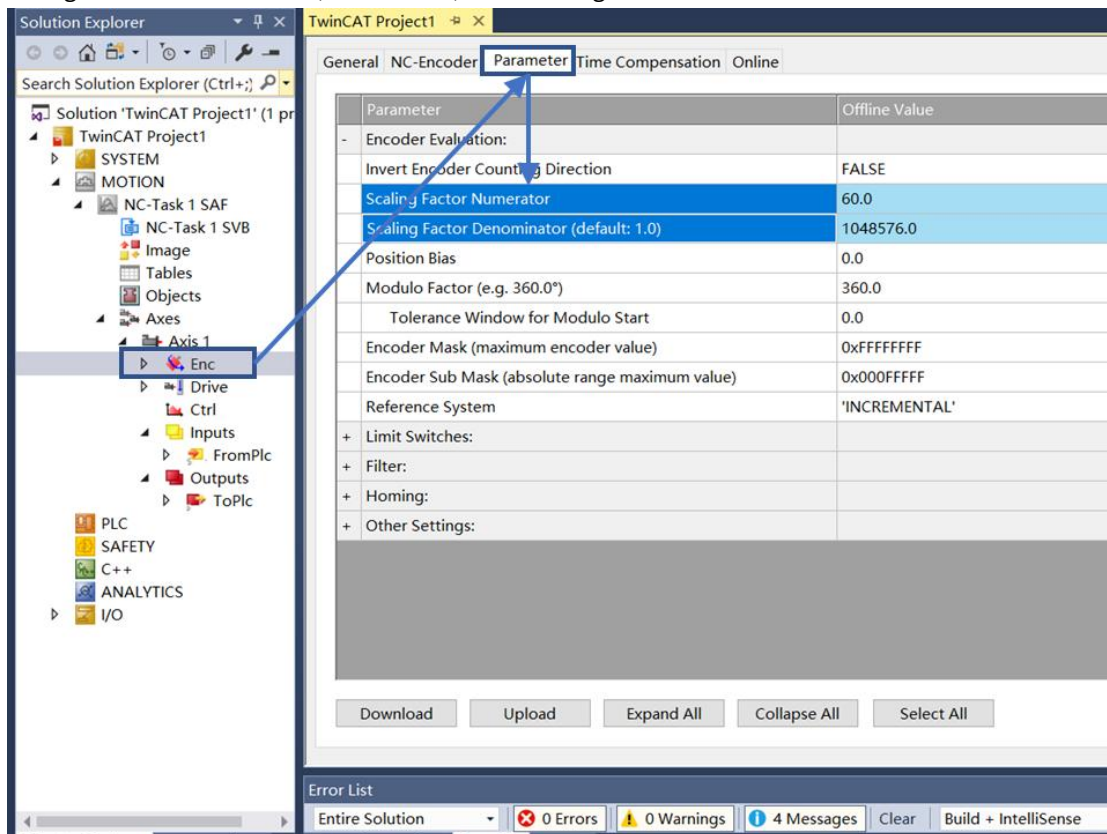 Solution Explorer
TwinCAT Project1
Search Solution Explorer (Ctrl+;)
Solution 'TwinCAT Project1' (1 pr
TwinCAT Project1
SYSTEM
MOTION
NC-Task 1 SAF
NC-Task 1 SVB
Image
Tables
Objects
Axes
Axis 1
Enc
Drive
Ctrl
Inputs
FromPlc
Outputs
ToPlc
PLC
SAFETY
C++
ANALYTICS
I/O
General NC-Encoder Parameter Time Compensation Online
Parameter Offline Value
- Encoder Evaluation:
Invert Encoder Counting Direction FALSE
Scaling Factor Numerator 60.0
Scaling Factor Denominator (default: 1.0) 1048576.0
Position Bias 0.0
Modulo Factor (e.g. 360.0°) 360.0
Tolerance Window for Modulo Start 0.0
Encoder Mask (maximum encoder value) 0xFFFFFFFF
Encoder Sub Mask (absolute range maximum value) 0x000FFFFF
Reference System 'INCREMENTAL'
+ Limit Switches:
+ Filter:
+ Homing:
+ Other Settings:
Download Upload Expand All Collapse All Select All
Error List
Entire Solution 0 Errors 0 Warnings 4 Messages Clear Build + IntelliSense